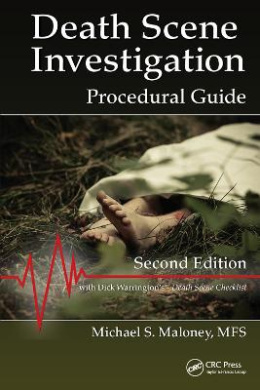 Death Scene
Investigation
Procedural Guide
Second Edition
with Dick Warrington's Death Scene Checklist
Michael S. Maloney, MFS
CRC Press